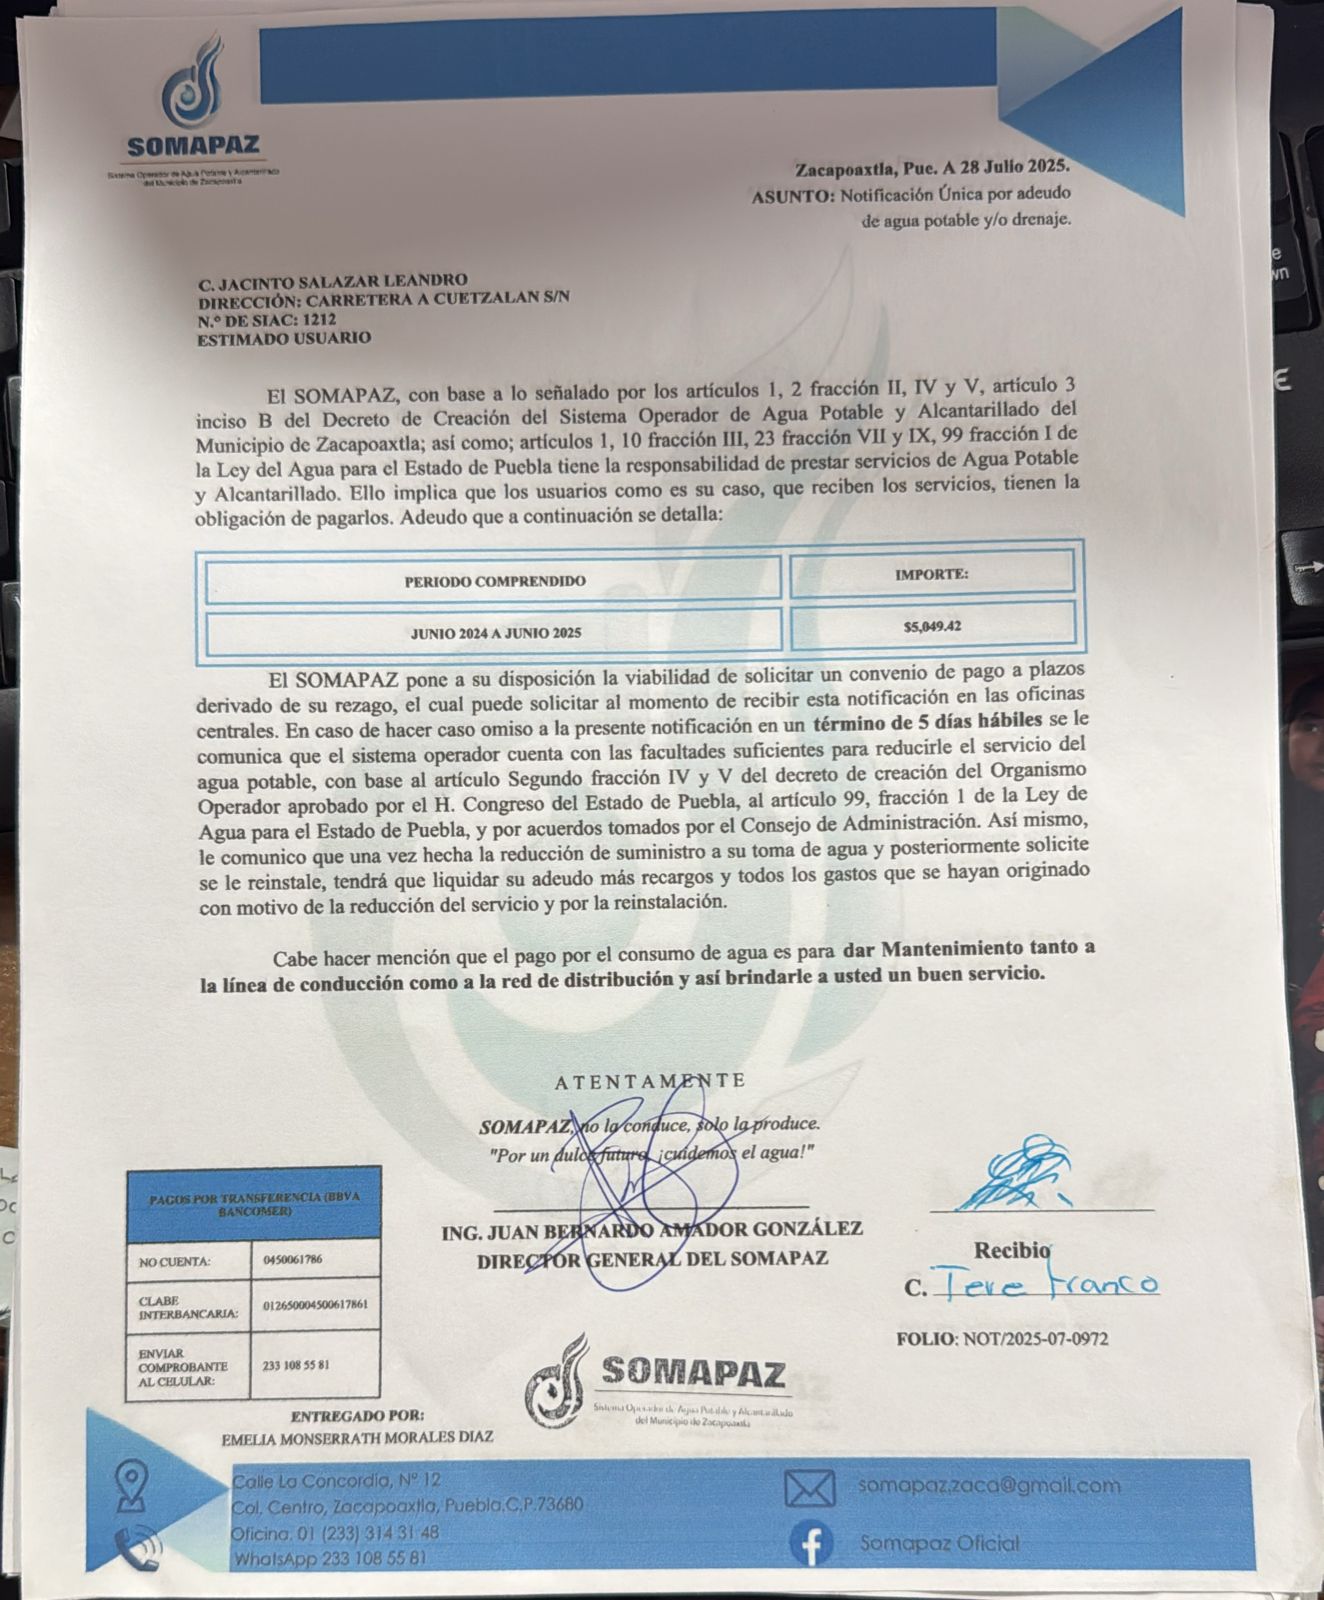 SOMAPAZ
Sistema Operador de Agua Potable y Alcantarillado
del Municipio de Zacapoaxtla
Zacapoaxtla, Pue. A 28 Julio 2025.
ASUNTO: Notificación Única por adeudo
de agua potable y/o drenaje.
C. JACINTO SALAZAR LEANDRO
DIRECCIÓN: CARRETERA A CUETZALAN S/N
N.º DE SIAC: 1212
ESTIMADO USUARIO
El SOMAPAZ, con base a lo señalado por los artículos 1, 2 fracción II, IV y V, artículo 3
inciso B del Decreto de Creación del Sistema Operador de Agua Potable y Alcantarillado del
Municipio de Zacapoaxtla; así como; artículos 1, 10 fracción III, 23 fracción VII y IX, 99 fracción I de
la Ley del Agua para el Estado de Puebla tiene la responsabilidad de prestar servicios de Agua Potable
y Alcantarillado. Ello implica que los usuarios como es su caso, que reciben los servicios, tienen la
obligación de pagarlos. Adeudo que a continuación se detalla:
PERIODO COMPRENDIDO IMPORTE:
JUNIO 2024 A JUNIO 2025 $5,049.42
El SOMAPAZ pone a su disposición la viabilidad de solicitar un convenio de pago a plazos
derivado de su rezago, el cual puede solicitar al momento de recibir esta notificación en las oficinas
centrales. En caso de hacer caso omiso a la presente notificación en un término de 5 días hábiles se le
comunica que el sistema operador cuenta con las facultades suficientes para reducirle el servicio del
agua potable, con base al artículo Segundo fracción IV y V del decreto de creación del Organismo
Operador aprobado por el H. Congreso del Estado de Puebla, al artículo 99, fracción 1 de la Ley de
Agua para el Estado de Puebla, y por acuerdos tomados por el Consejo de Administración. Así mismo,
le comunico que una vez hecha la reducción de suministro a su toma de agua y posteriormente solicite
se le reinstale, tendrá que liquidar su adeudo más recargos y todos los gastos que se hayan originado
con motivo de la reducción del servicio y por la reinstalación.
Cabe hacer mención que el pago por el consumo de agua es para dar Mantenimiento tanto a
la línea de conducción como a la red de distribución y así brindarle a usted un buen servicio.
ATENTAMENTE
SOMAPAZ, no la conduce, solo la produce.
"Por un dulce futuro, ¡cuidemos el agua!"
ING. JUAN BERNARDO AMADOR GONZÁLEZ
DIRECTOR GENERAL DEL SOMAPAZ
Recibio
C. Tere Franco
FOLIO: NOT/2025-07-0972
PAGOS POR TRANSFERENCIA (BBVA
BANCOMER)
NO CUENTA: 0450061786
CLABE
INTERBANCARIA: 012650004500617861
ENVIAR
COMPROBANTE
AL CELULAR: 233 108 55 81
SOMAPAZ
Sistema Operador de Agua Potable y Alcantarillado
del Municipio de Zacapoaxtla
ENTREGADO POR:
EMELIA MONSERRATH MORALES DIAZ
Calle La Concordia, Nº 12
Col. Centro, Zacapoaxtla, Puebla,C.P.73680
Oficina. 01 (233) 314 31 48
WhatsApp 233 108 55 81
somapaz.zaca@gmail.com
Somapaz Oficial